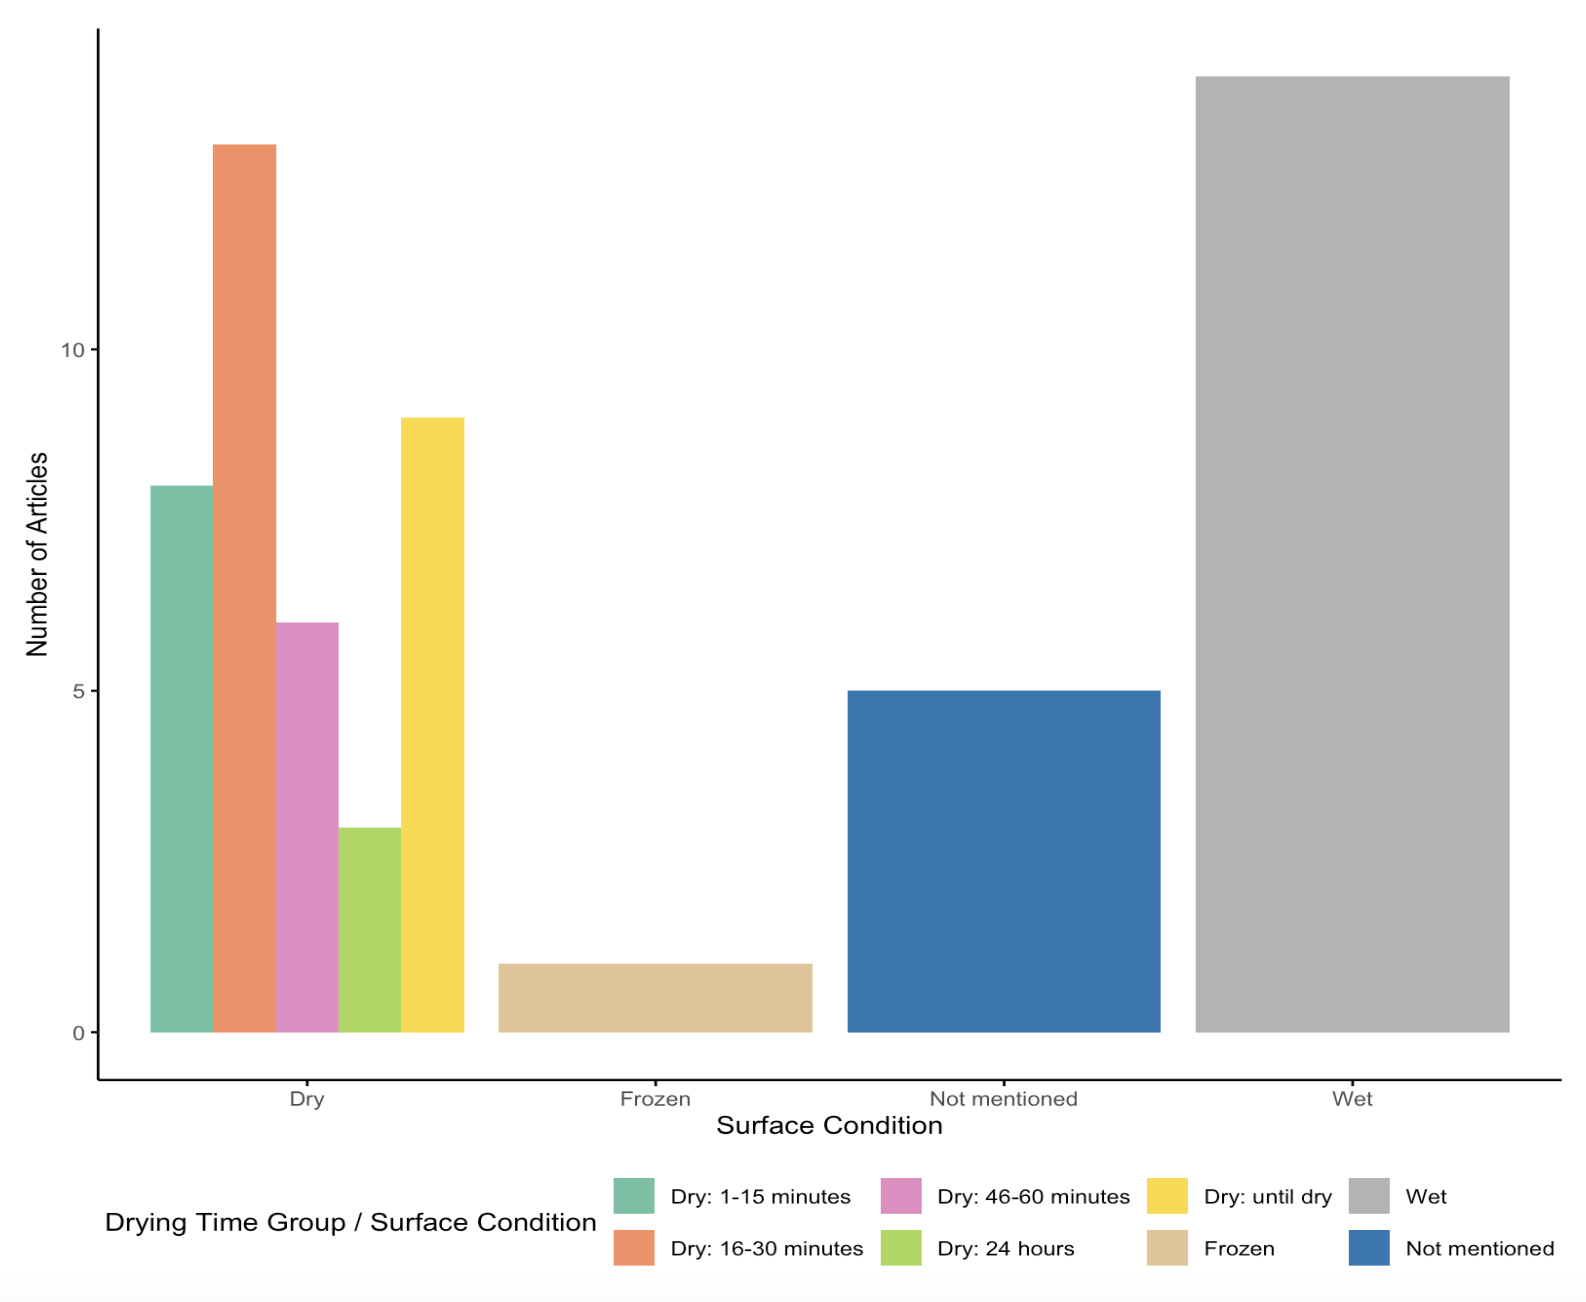 Number of Articles
10
5
0
Dry
Frozen
Not mentioned
Wet
Surface Condition
Drying Time Group / Surface Condition
Dry: 1-15 minutes
Dry: 46-60 minutes
Dry: until dry
Wet
Dry: 16-30 minutes
Dry: 24 hours
Frozen
Not mentioned